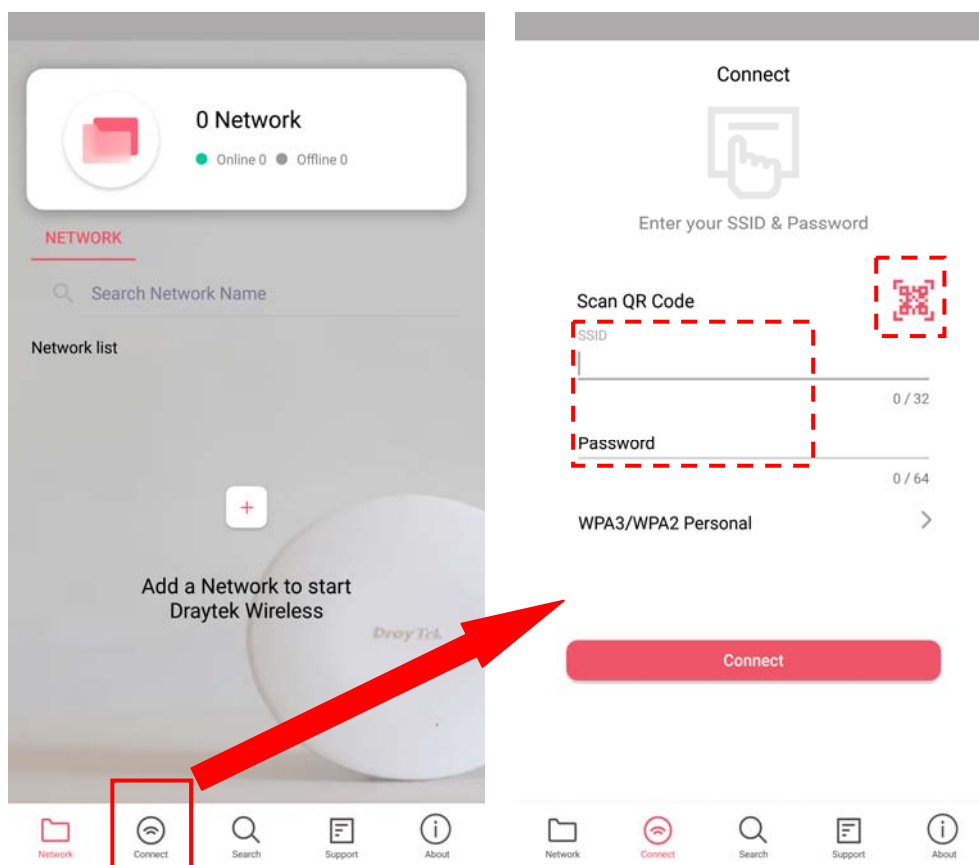 0 Network
Online 0 Offline 0
NETWORK
Search Network Name
Network list
Add a Network to start
Draytek Wireless
DrayTek
Network Connect Search Support About
Connect
Enter your SSID & Password
Scan QR Code
SSID
0 / 32
Password
0 / 64
WPA3/WPA2 Personal
Connect
Network Connect Search Support About